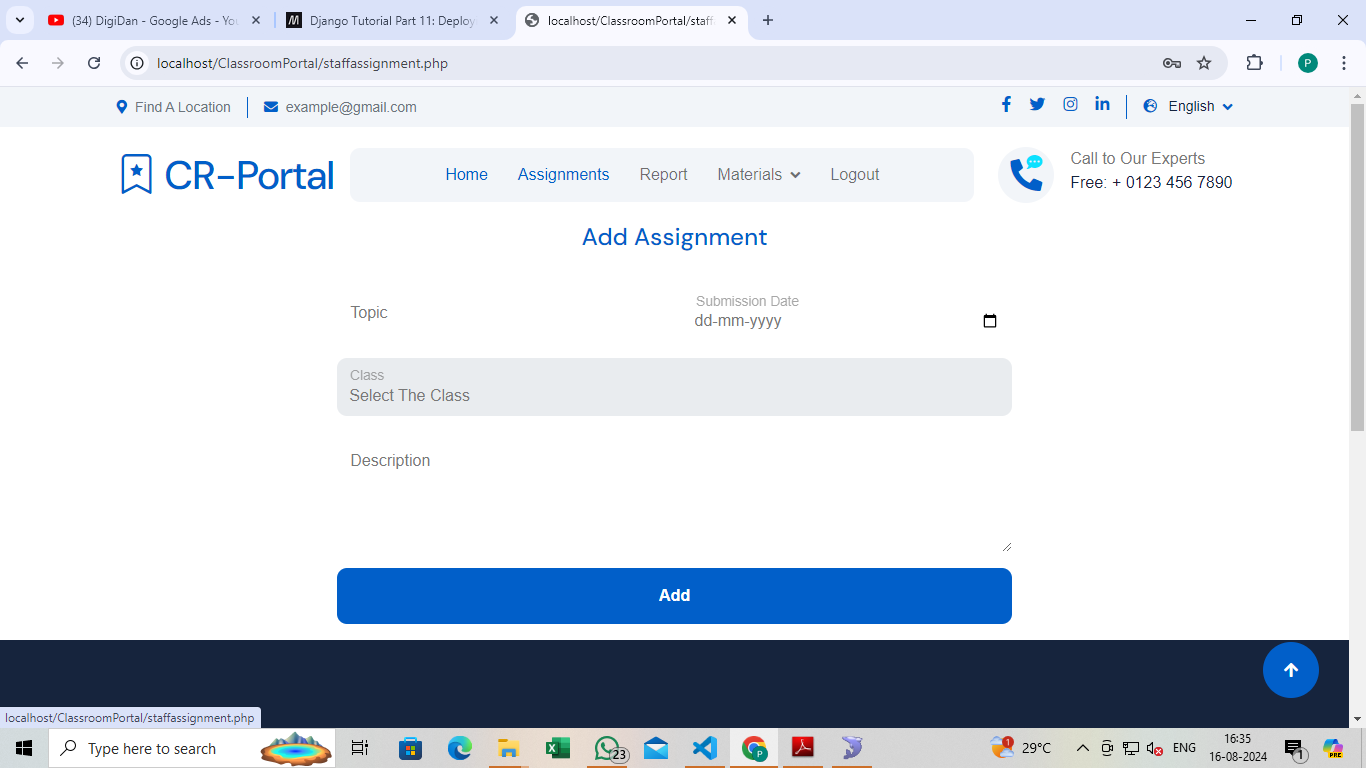 (34) DigiDan - Google Ads - Yo
Django Tutorial Part 11: Deploy
localhost/ClassroomPortal/staff
localhost/ClassroomPortal/staffassignment.php
P
Find A Location
example@gmail.com
English
CR-Portal
Home
Assignments
Report
Materials
Logout
Call to Our Experts
Free: + 0123 456 7890
Add Assignment
Topic
Submission Date
dd-mm-yyyy
Class
Select The Class
Description
Add
localhost/ClassroomPortal/staffassignment.php
Type here to search
23
P
1
29°C
ENG
16:35
16-08-2024
1
PRE